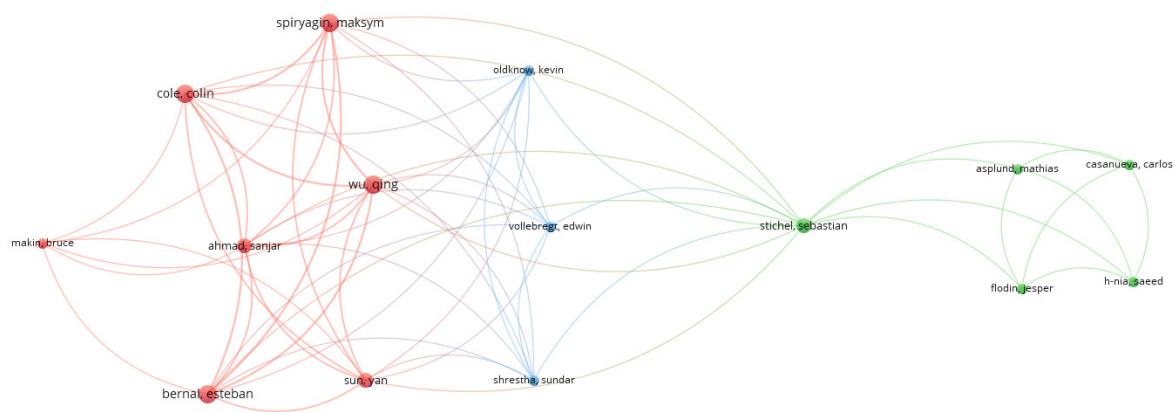 spiryagin, maksym
oldknow, kevin
cole, colin
asplund, mathias
casanueva, carlos
wu, qing
vollebregt, edwin
stichel, sebastian
makin, bruce
ahmad, sanjar
flodin, jesper
h-nia, saeed
bernal, esteban
sun, yan
shrestha, sundar